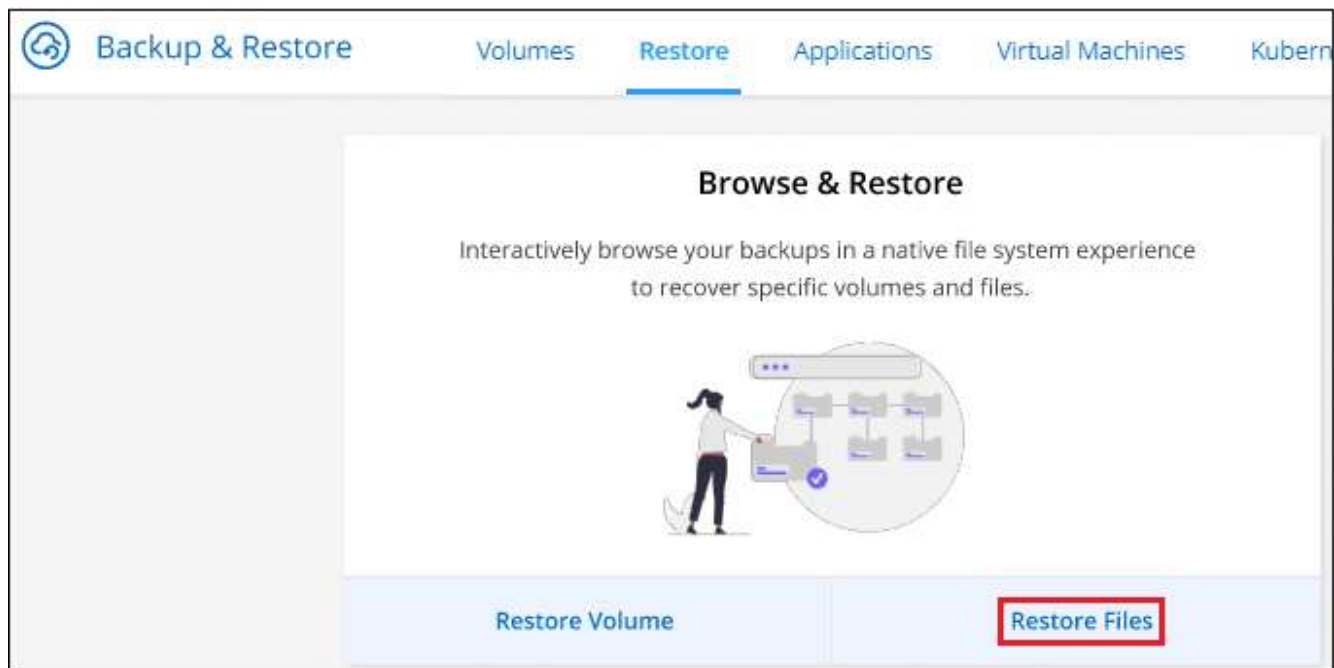 Backup & Restore Volumes Restore Applications Virtual Machines Kubern
Browse & Restore
Interactively browse your backups in a native file system experience
to recover specific volumes and files.
Restore Volume Restore Files